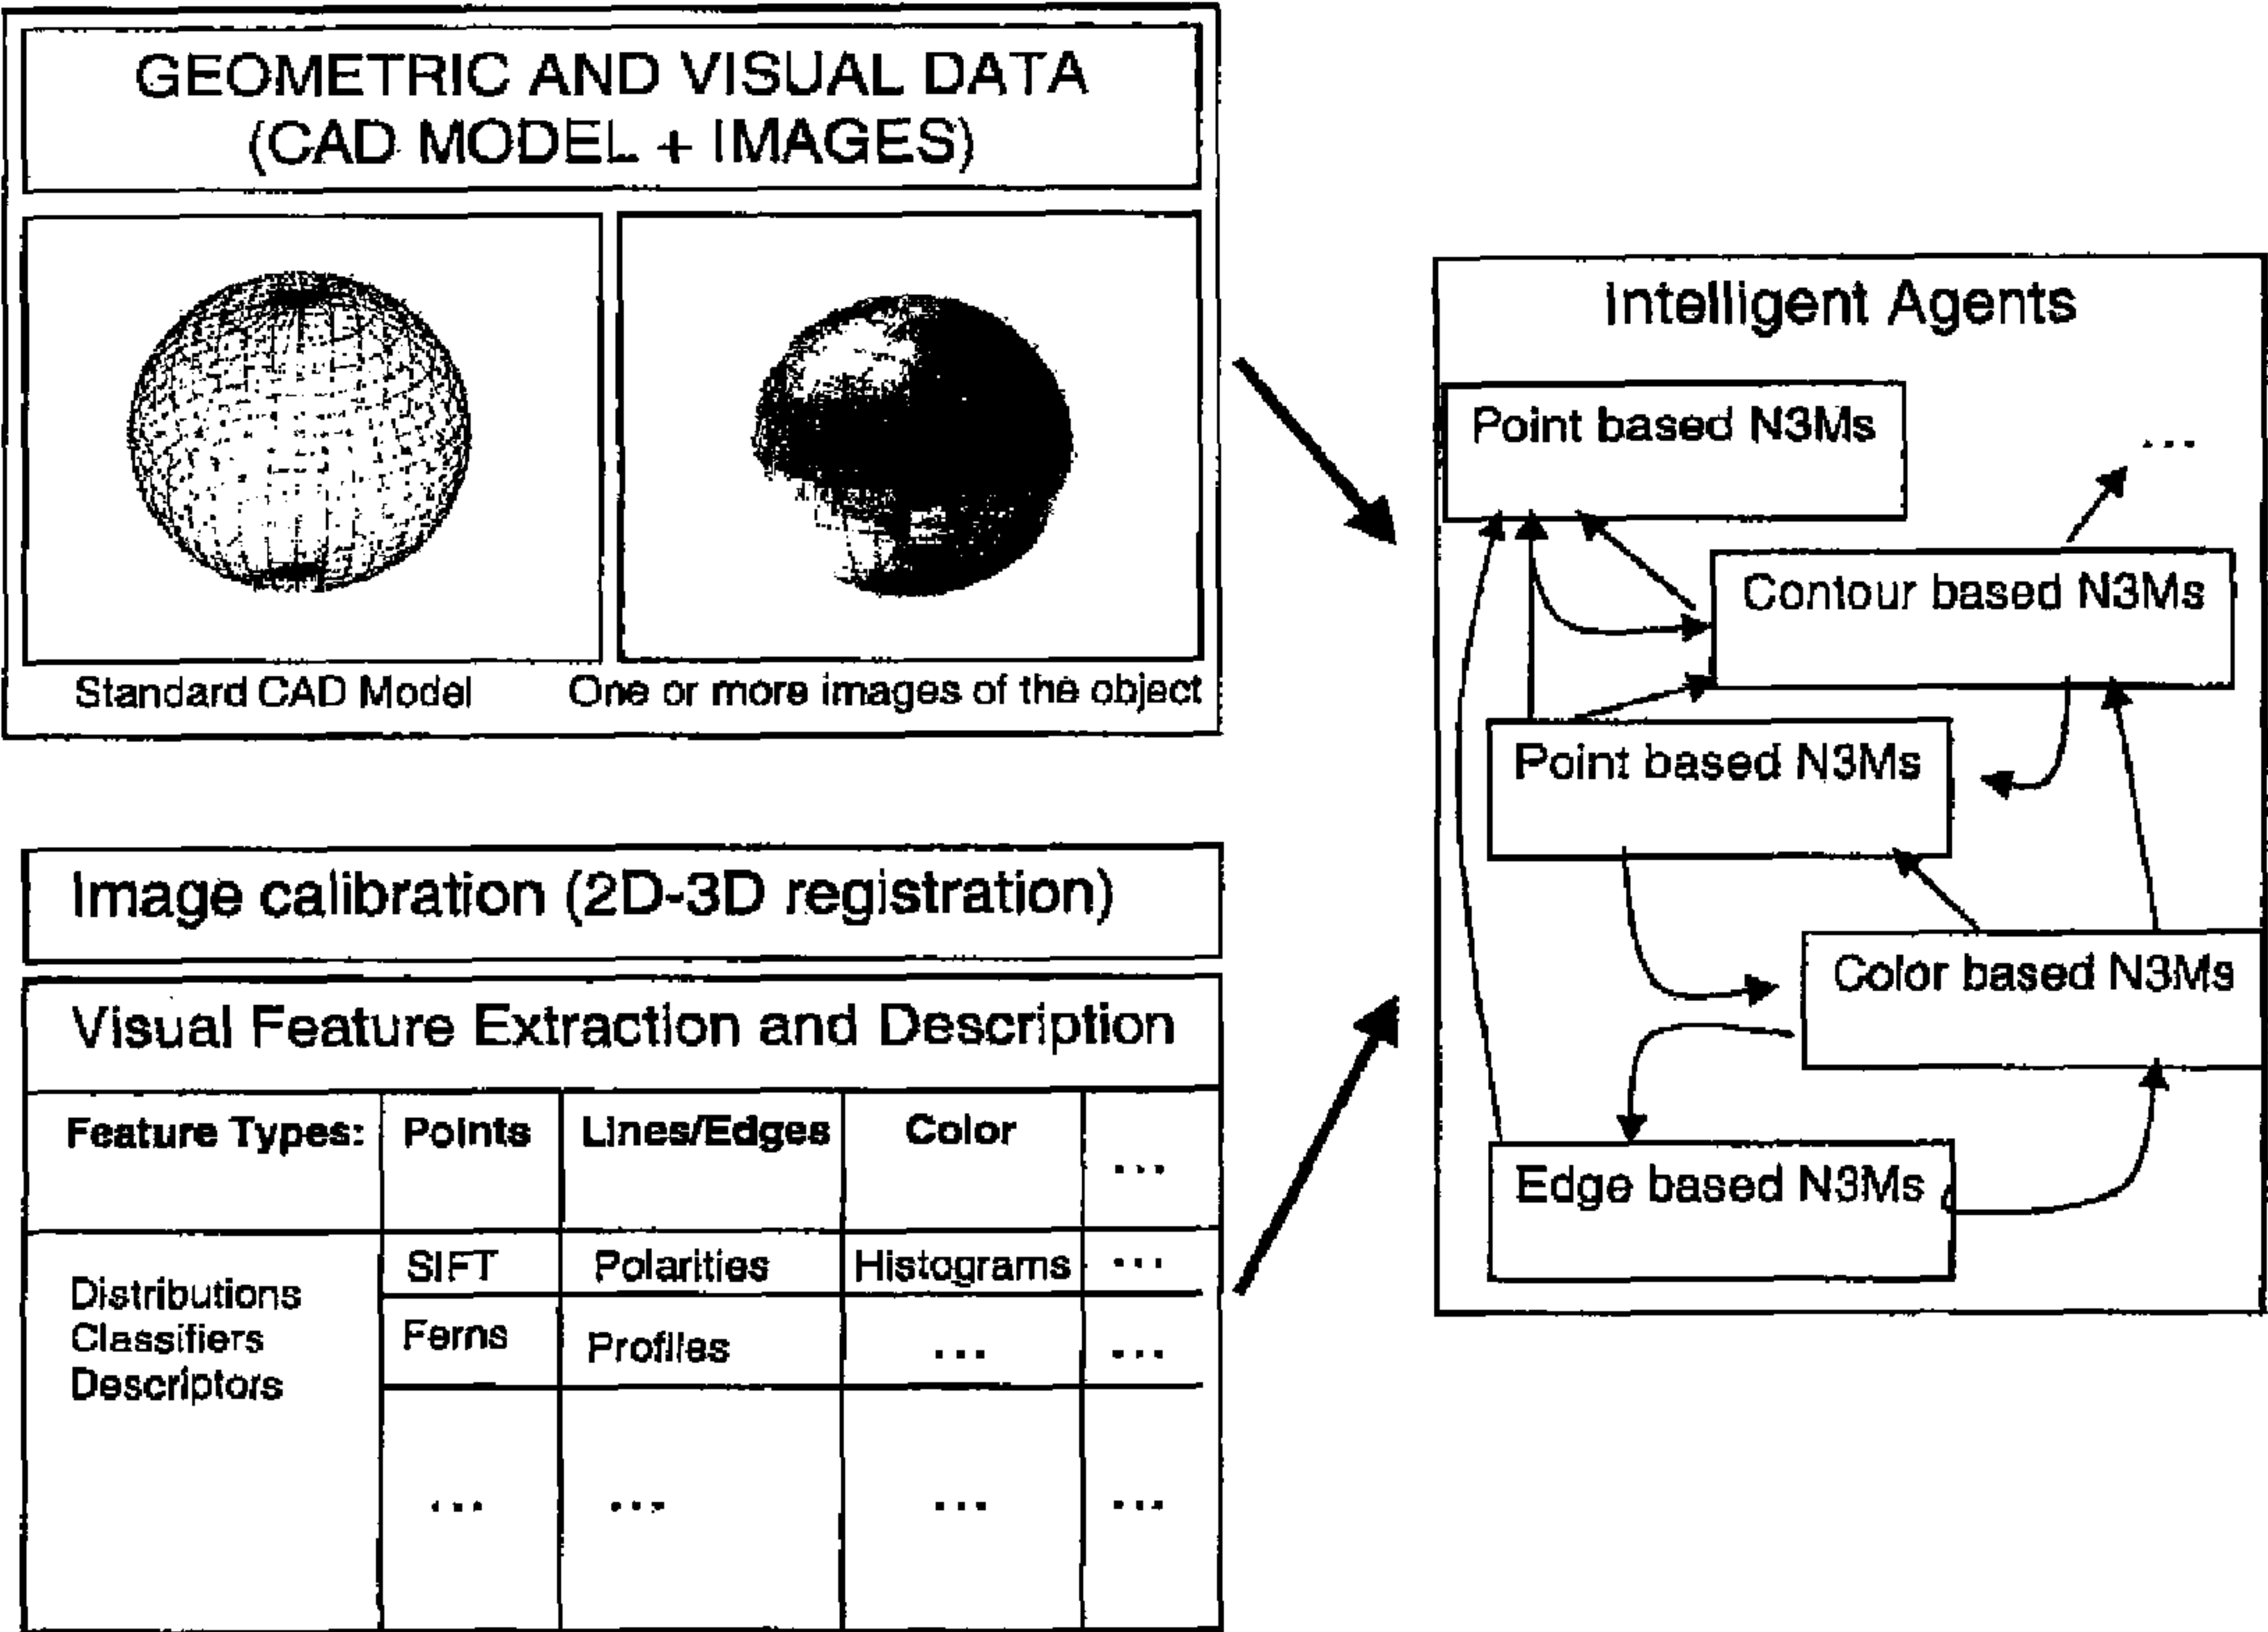 GEOMETRIC AND VISUAL DATA
(CAD MODEL + IMAGES)
Standard CAD Model
One or more images of the object
Image calibration (2D-3D registration)
Visual Feature Extraction and Description
Feature Types: Points Lines/Edges Color ...
Distributions
Classifiers
Descriptors
SIFT Polarities Histograms ...
Ferns Profiles ... ...
... ... ... ...
Intelligent Agents
Point based N3Ms
...
Contour based N3Ms
Point based N3Ms
Color based N3Ms
Edge based N3Ms